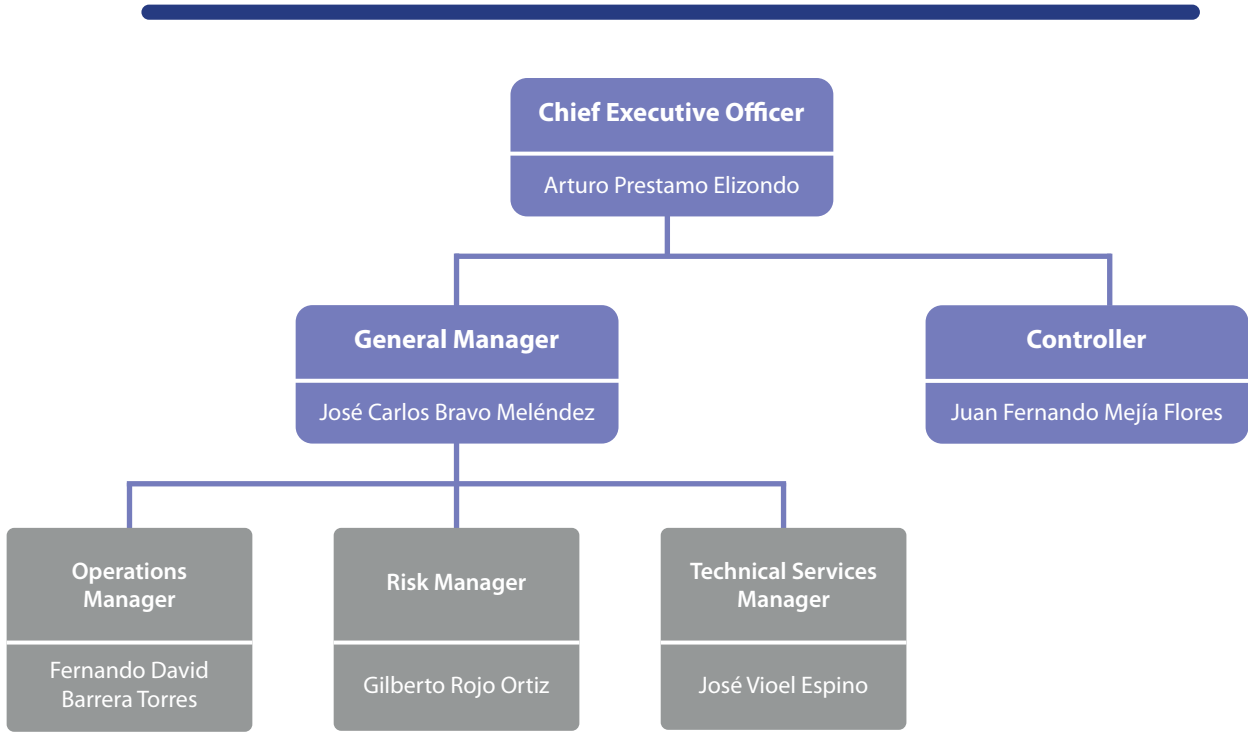 Chief Executive Officer
Arturo Prestamo Elizondo
General Manager
José Carlos Bravo Meléndez
Controller
Juan Fernando Mejía Flores
Operations
Manager
Fernando David
Barrera Torres
Risk Manager
Gilberto Rojo Ortiz
Technical Services
Manager
José Vioel Espino